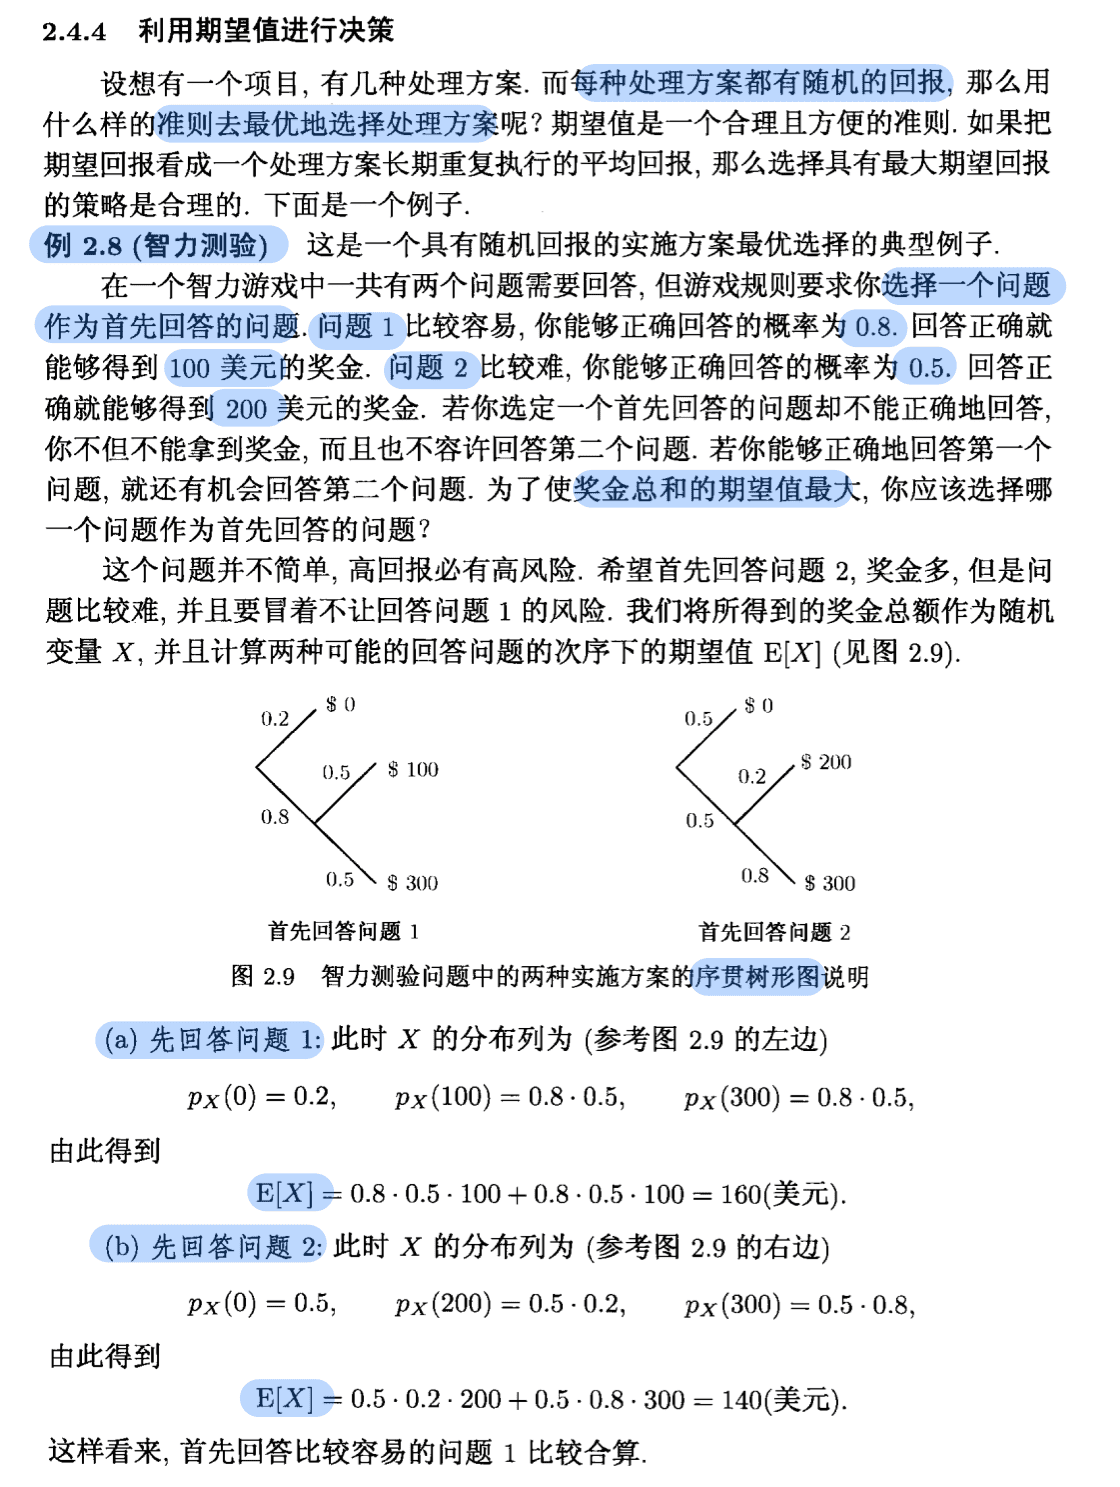 2.4.4 利用期望值进行决策
设想有一个项目, 有几种处理方案. 而每种处理方案都有随机的回报, 那么用
什么样的准则去最优地选择处理方案呢? 期望值是一个合理且方便的准则. 如果把
期望回报看成一个处理方案长期重复执行的平均回报, 那么选择具有最大期望回报
的策略是合理的. 下面是一个例子.
例 2.8 (智力测验) 这是一个具有随机回报的实施方案最优选择的典型例子.
在一个智力游戏中一共有两个问题需要回答, 但游戏规则要求你选择一个问题
作为首先回答的问题. 问题 1 比较容易, 你能够正确回答的概率为 0.8. 回答正确就
能够得到 100 美元的奖金. 问题 2 比较难, 你能够正确回答的概率为 0.5. 回答正
确就能够得到 200 美元的奖金. 若你选定一个首先回答的问题却不能正确地回答,
你不但不能拿到奖金, 而且也不容许回答第二个问题. 若你能够正确地回答第一个
问题, 就还有机会回答第二个问题. 为了使奖金总和的期望值最大, 你应该选择哪
一个问题作为首先回答的问题?
这个问题并不简单, 高回报必有高风险. 希望首先回答问题 2, 奖金多, 但是问
题比较难, 并且要冒着不让回答问题 1 的风险. 我们将所得到的奖金总额作为随机
变量 X, 并且计算两种可能的回答问题的次序下的期望值 E[X] (见图 2.9).
0.2 $ 0
0.5 $ 100
0.8
0.5 $ 300
首先回答问题 1
0.5 $ 0
0.2 $ 200
0.5
0.8 $ 300
首先回答问题 2
图 2.9 智力测验问题中的两种实施方案的序贯树形图说明
(a) 先回答问题 1: 此时 X 的分布列为 (参考图 2.9 的左边)
pX(0) = 0.2, pX(100) = 0.8 · 0.5, pX(300) = 0.8 · 0.5,
由此得到
E[X] = 0.8 · 0.5 · 100 + 0.8 · 0.5 · 100 = 160(美元).
(b) 先回答问题 2: 此时 X 的分布列为 (参考图 2.9 的右边)
pX(0) = 0.5, pX(200) = 0.5 · 0.2, pX(300) = 0.5 · 0.8,
由此得到
E[X] = 0.5 · 0.2 · 200 + 0.5 · 0.8 · 300 = 140(美元).
这样看来, 首先回答比较容易的问题 1 比较合算.